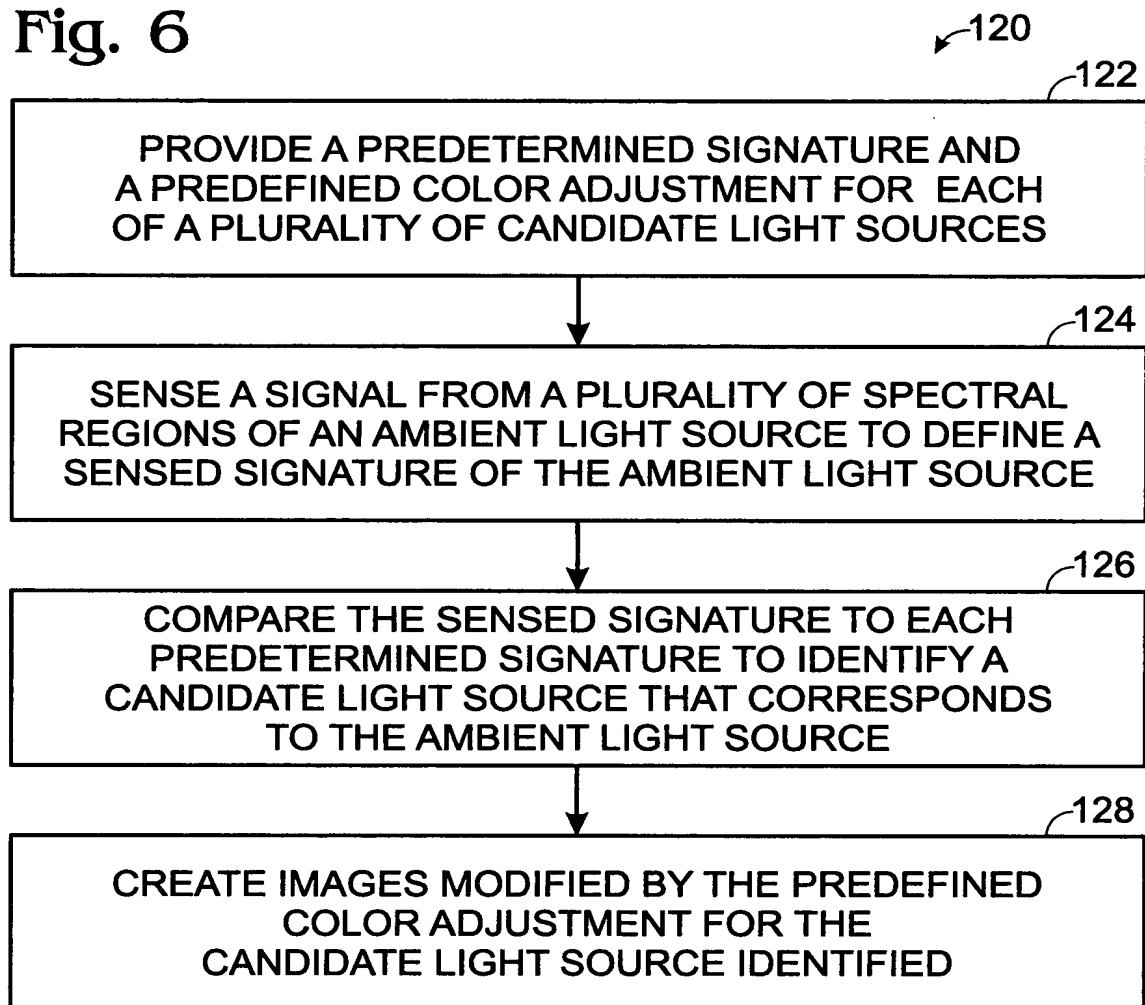 Fig. 6
120
122
PROVIDE A PREDETERMINED SIGNATURE AND
A PREDEFINED COLOR ADJUSTMENT FOR EACH
OF A PLURALITY OF CANDIDATE LIGHT SOURCES
124
SENSE A SIGNAL FROM A PLURALITY OF SPECTRAL
REGIONS OF AN AMBIENT LIGHT SOURCE TO DEFINE A
SENSED SIGNATURE OF THE AMBIENT LIGHT SOURCE
126
COMPARE THE SENSED SIGNATURE TO EACH
PREDETERMINED SIGNATURE TO IDENTIFY A
CANDIDATE LIGHT SOURCE THAT CORRESPONDS
TO THE AMBIENT LIGHT SOURCE
128
CREATE IMAGES MODIFIED BY THE PREDEFINED
COLOR ADJUSTMENT FOR THE
CANDIDATE LIGHT SOURCE IDENTIFIED